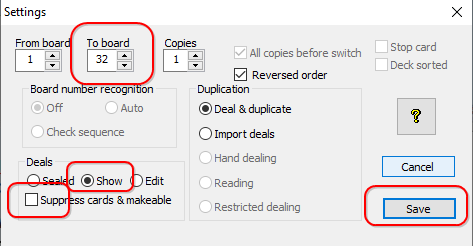 Settings
From board To board Copies
1 32 1
All copies before switch
Stop card
Deck sorted
Reversed order
Board number recognition
Off Auto
Check sequence
Duplication
Deal & duplicate
Import deals
Hand dealing
Reading
Restricted dealing
?
Deals
Sealed Show Edit
Suppress cards & makeable
Cancel
Save